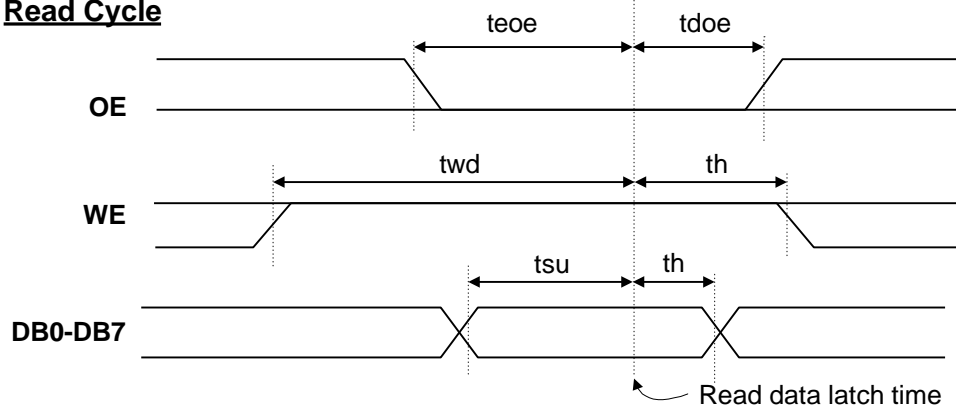 Read Cycle
teoe tdoe
OE
twd th
WE
tsu th
DB0-DB7
Read data latch time